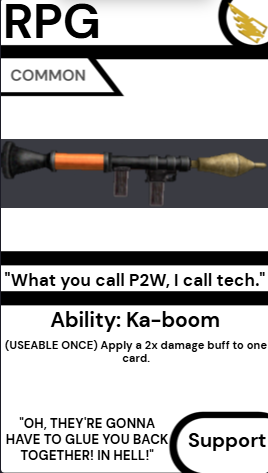 RPG
COMMON
"What you call P2W, I call tech."
Ability: Ka-boom
(USEABLE ONCE) Apply a 2x damage buff to one
card.
"OH, THEY'RE GONNA
HAVE TO GLUE YOU BACK
TOGETHER! IN HELL!"
Support